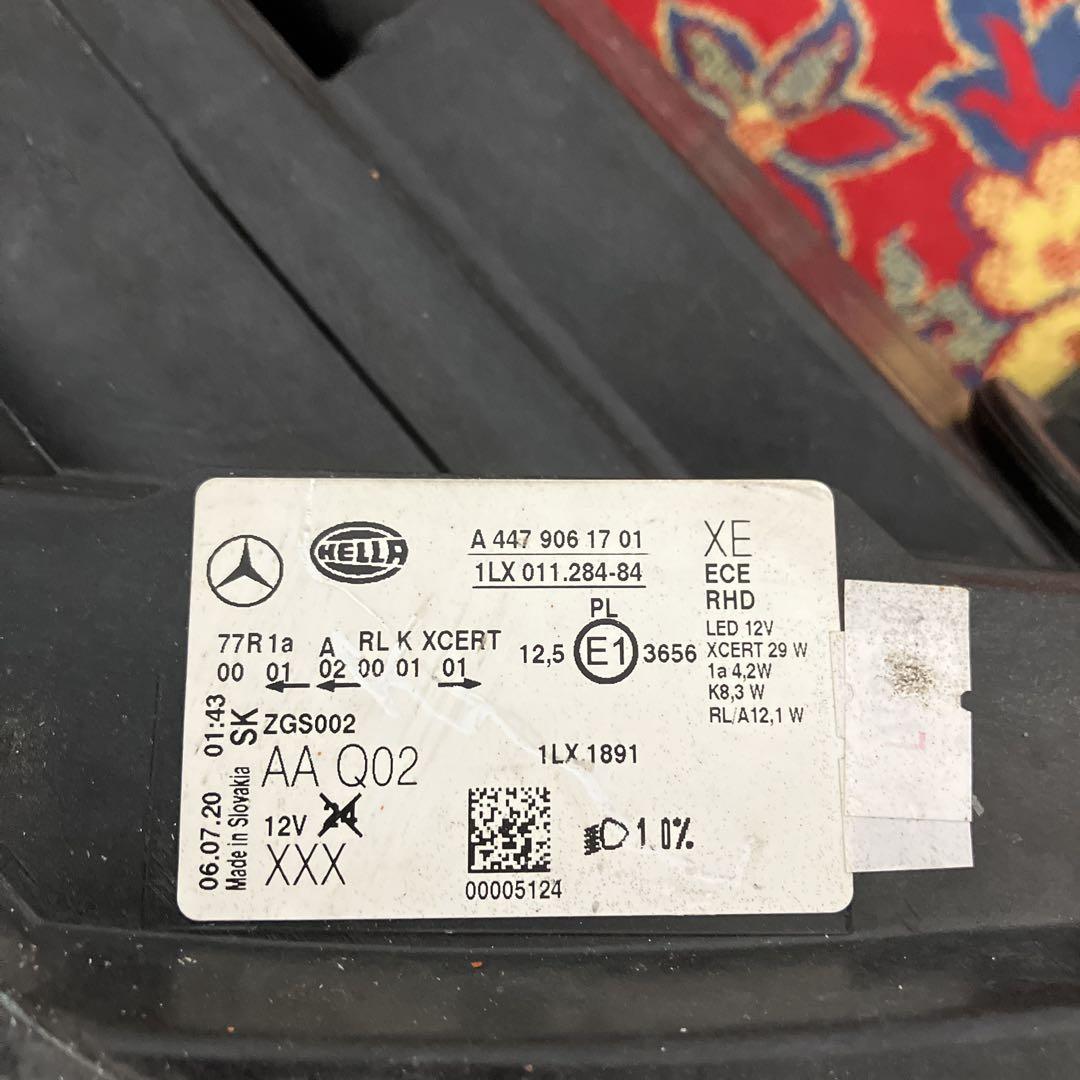 HELLA
A 447 906 17 01
1LX 011.284-84
XE
ECE
RHD
LED 12V
XCERT 29 W
1a 4,2W
K8,3 W
RL/A12,1 W
PL
12,5 E1 3656
77R 1a A RL K XCERT
00 01 02 00 01 01
ZGS002
AA Q02
12V 24
XXX
1LX 1891
00005124
1.0%
06.07.20 01:43
Made in Slovakia SK